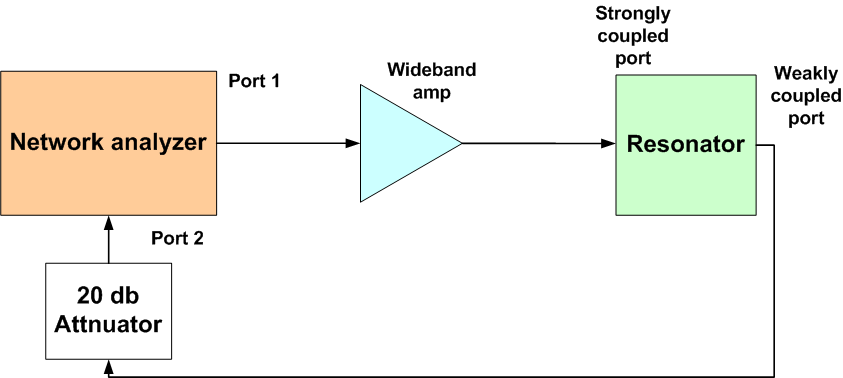 Strongly
coupled
port
Wideband
amp
Weakly
coupled
port
Port 1
Network analyzer
Resonator
Port 2
20 db
Attnuator